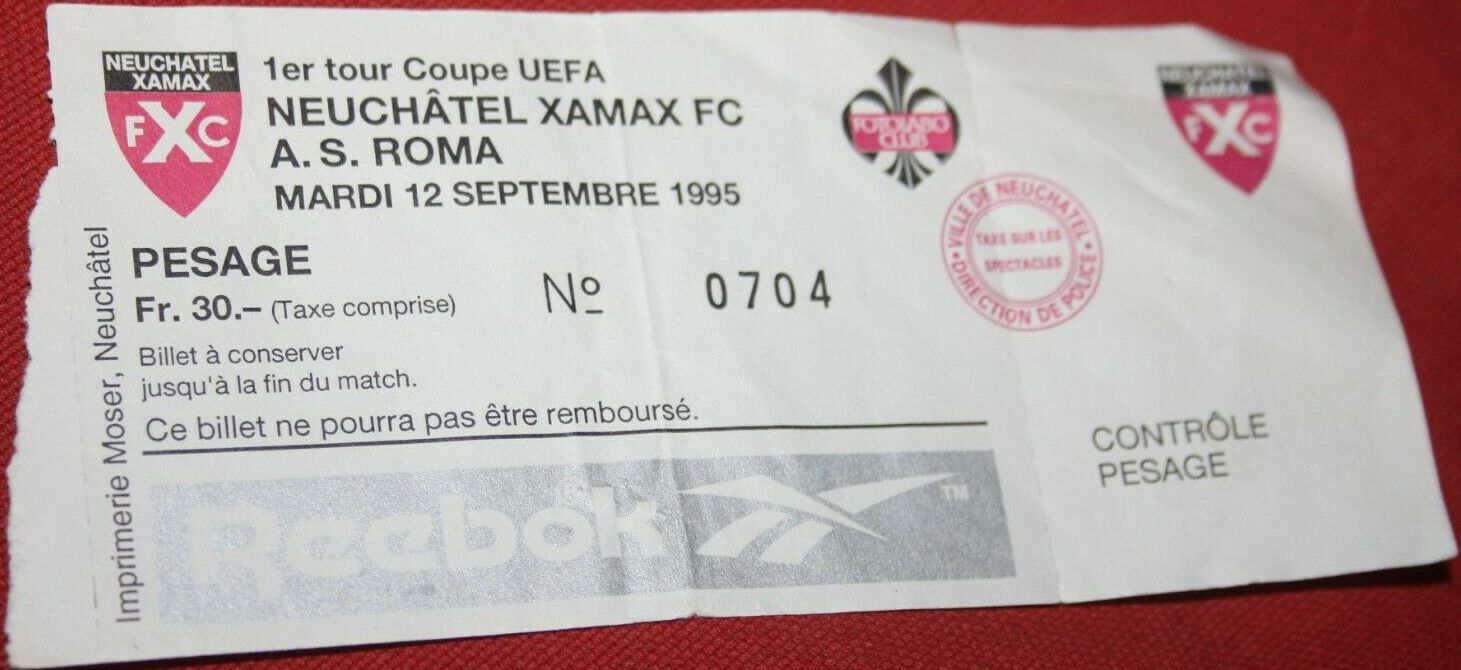 NEUCHATEL
XAMAX
FXC
1er tour Coupe UEFA
NEUCHÂTEL XAMAX FC
A.S. ROMA
MARDI 12 SEPTEMBRE 1995
PESAGE
Fr. 30.– (Taxe comprise)
Nº 0704
Billet à conserver
jusqu'à la fin du match.
Ce billet ne pourra pas être remboursé.
Reebok TM
Imprimerie Moser, Neuchâtel
FOTOLABO
CLUB
VILLE DE NEUCHATEL
TAXE SUR LES
SPECTACLES
DIRECTION DE POLICE
NEUCHATEL
XAMAX
FXC
CONTRÔLE
PESAGE